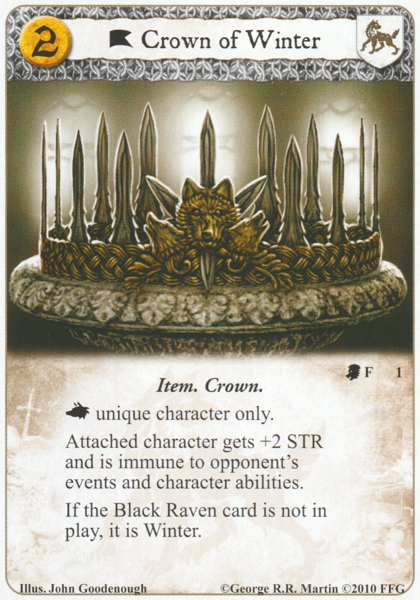 2
Crown of Winter
F 1
Item. Crown.
unique character only.
Attached character gets +2 STR
and is immune to opponent's
events and character abilities.
If the Black Raven card is not in
play, it is Winter.
Illus. John Goodenough ©George R.R. Martin ©2010 FFG